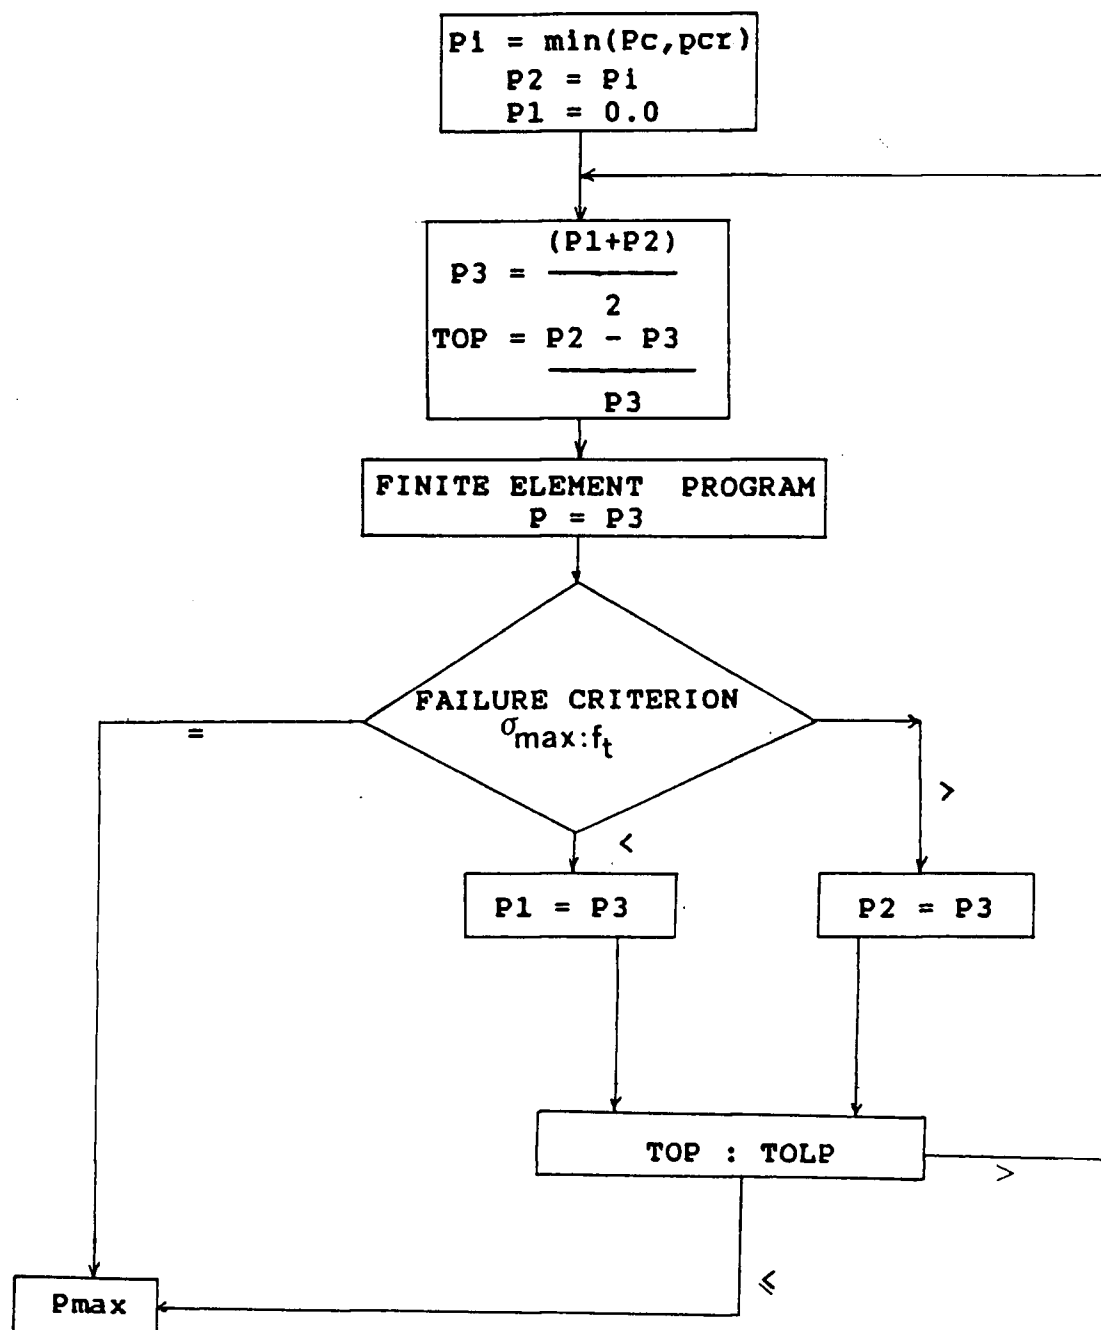 Pi = min(Pc,pcr)
P2 = Pi
P1 = 0.0
P3 = (P1+P2)
2
TOP = P2 - P3
P3
FINITE ELEMENT PROGRAM
P = P3
FAILURE CRITERION
σmax:ft
=
>
<
P1 = P3
P2 = P3
TOP : TOLP
>
⩽
Pmax